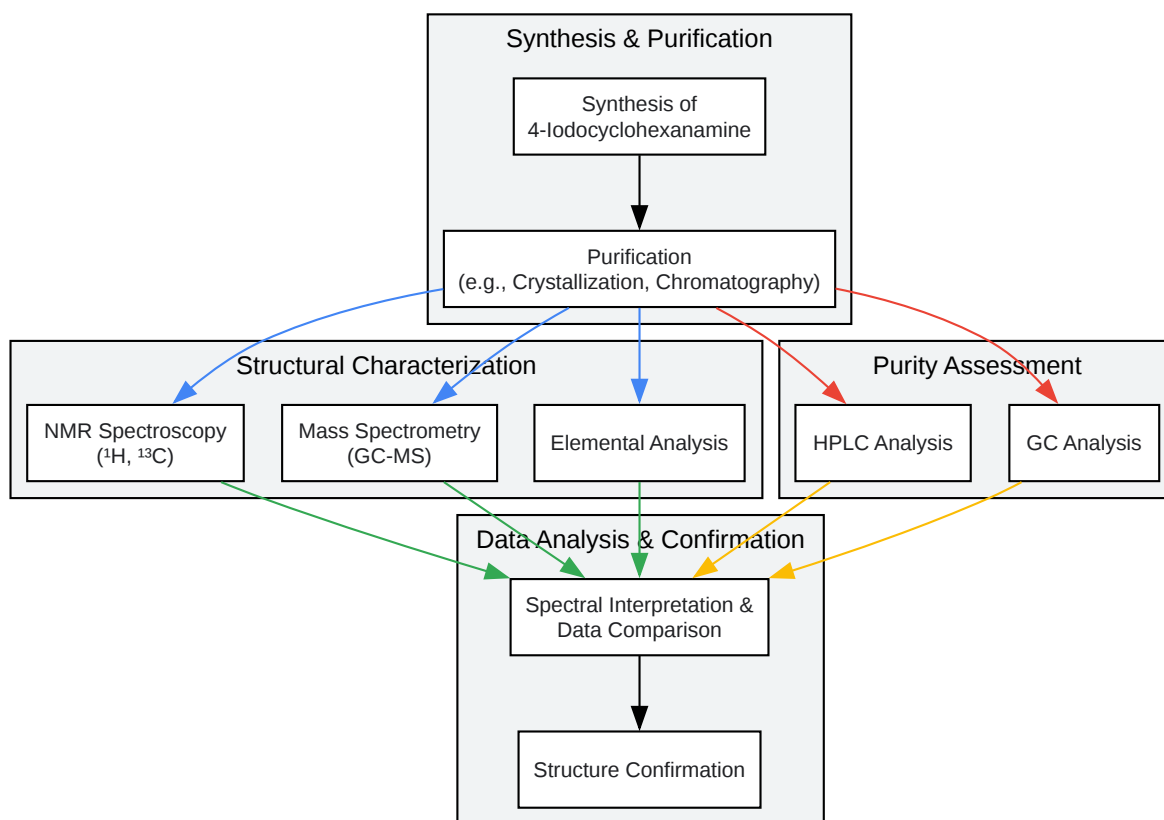 Synthesis & Purification
Synthesis of
4-Iodocyclohexanamine
Purification
(e.g., Crystallization, Chromatography)
Structural Characterization
NMR Spectroscopy
(¹H, ¹³C)
Mass Spectrometry
(GC-MS)
Elemental Analysis
Purity Assessment
HPLC Analysis
GC Analysis
Data Analysis & Confirmation
Spectral Interpretation &
Data Comparison
Structure Confirmation